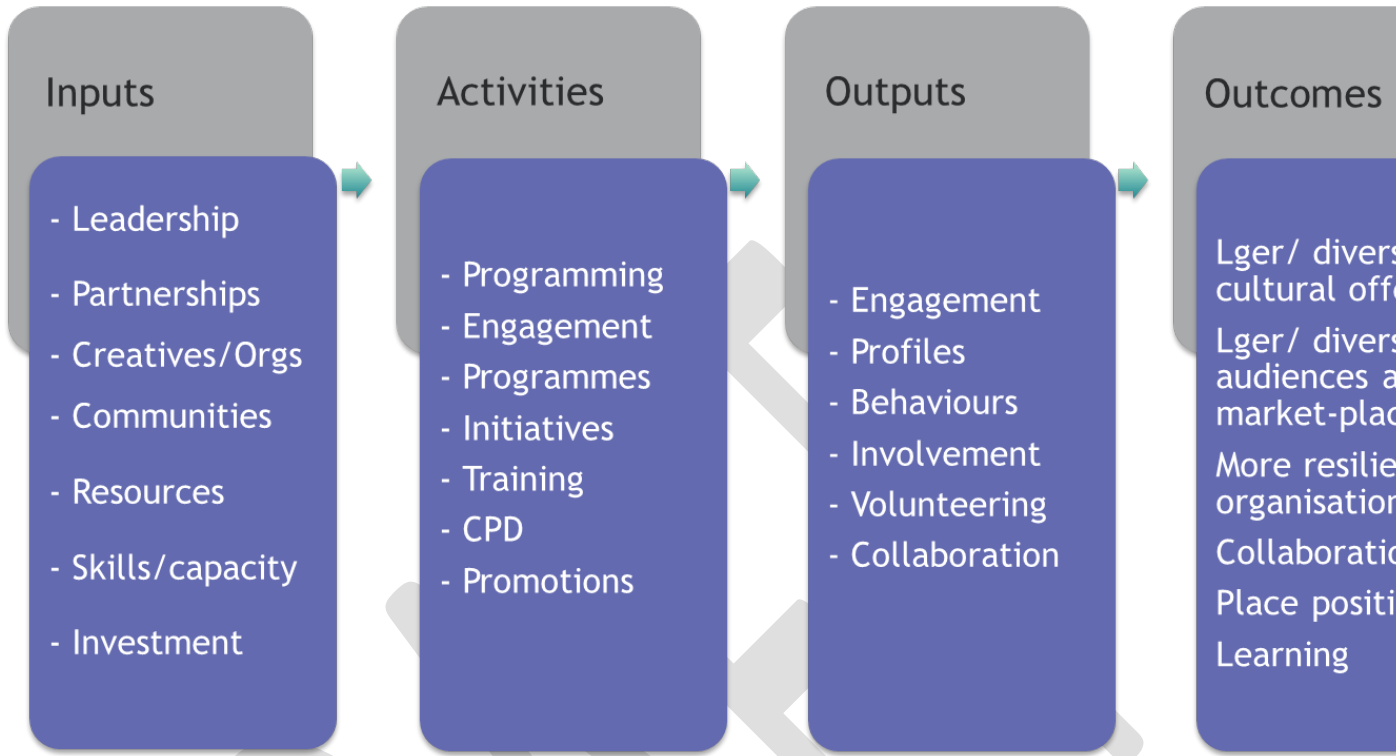 Inputs
- Leadership
- Partnerships
- Creatives/Orgs
- Communities
- Resources
- Skills/capacity
- Investment
Activities
- Programming
- Engagement
- Programmes
- Initiatives
- Training
- CPD
- Promotions
Outputs
- Engagement
- Profiles
- Behaviours
- Involvement
- Volunteering
- Collaboration
Outcomes
Lger/
cultural
Lger/
audiences
More
Place
Learning